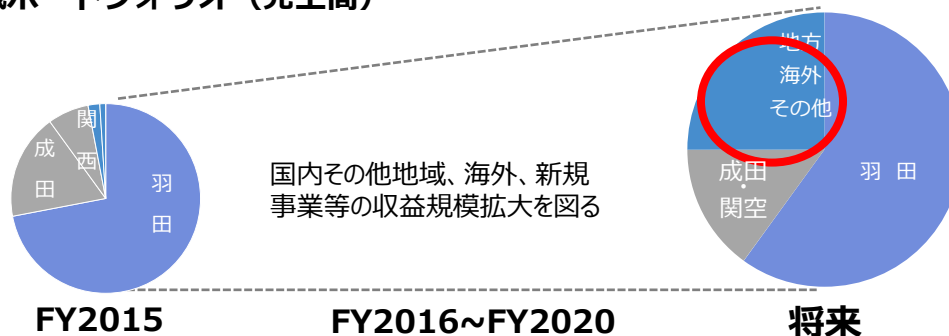 ポートフォリオ（売上高）
関
西
成
田
羽
田
国内その他地域、海外、新規
事業等の収益規模拡大を図る
地方
海外
その他
成田
・
関空
羽 田
FY2015
FY2016~FY2020
将来